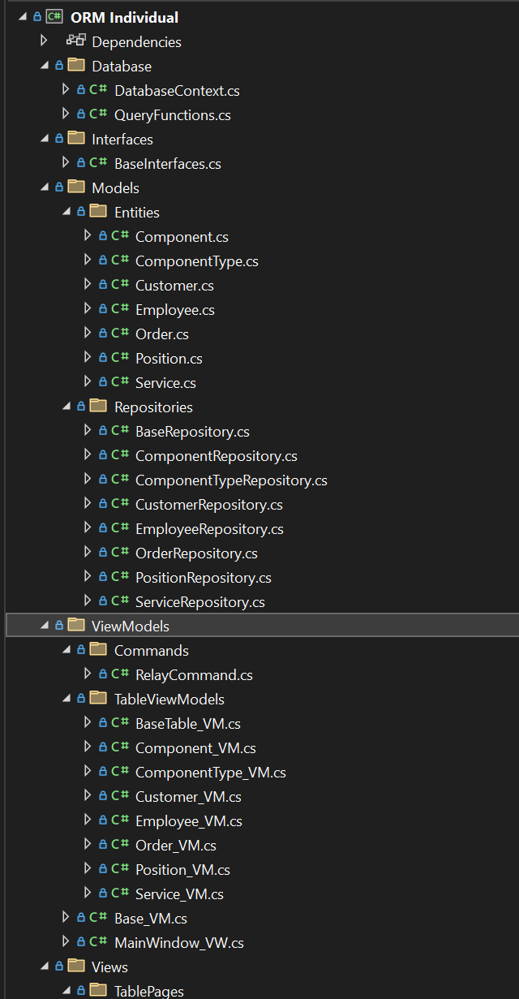 C# ORM Individual
Dependencies
Database
C# DatabaseContext.cs
C# QueryFunctions.cs
Interfaces
C# BaseInterfaces.cs
Models
Entities
C# Component.cs
C# ComponentType.cs
C# Customer.cs
C# Employee.cs
C# Order.cs
C# Position.cs
C# Service.cs
Repositories
C# BaseRepository.cs
C# ComponentRepository.cs
C# ComponentTypeRepository.cs
C# CustomerRepository.cs
C# EmployeeRepository.cs
C# OrderRepository.cs
C# PositionRepository.cs
C# ServiceRepository.cs
ViewModels
Commands
C# RelayCommand.cs
TableViewModels
C# BaseTable_VM.cs
C# Component_VM.cs
C# ComponentType_VM.cs
C# Customer_VM.cs
C# Employee_VM.cs
C# Order_VM.cs
C# Position_VM.cs
C# Service_VM.cs
C# Base_VM.cs
C# MainWindow_VW.cs
Views
TablePages